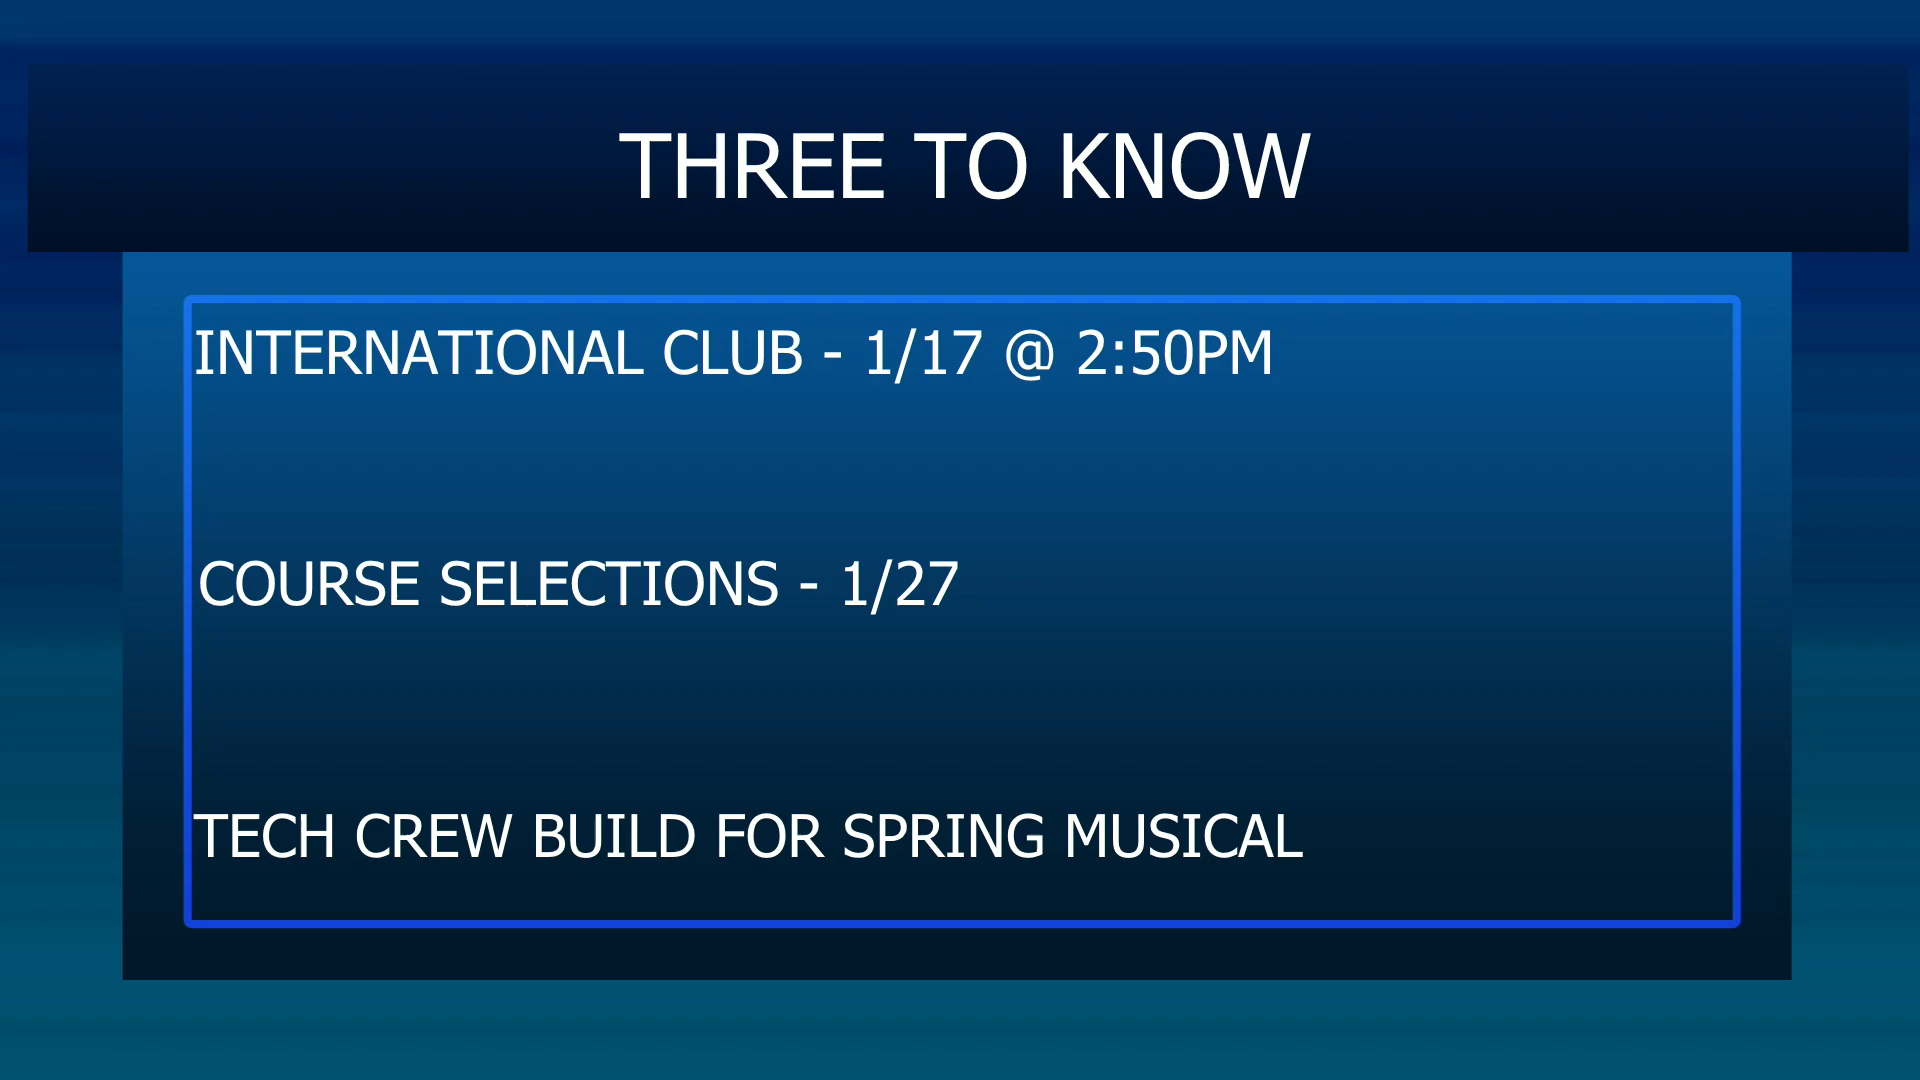 THREE TO KNOW
INTERNATIONAL CLUB - 1/17 @ 2:50PM
COURSE SELECTIONS - 1/27
TECH CREW BUILD FOR SPRING MUSICAL